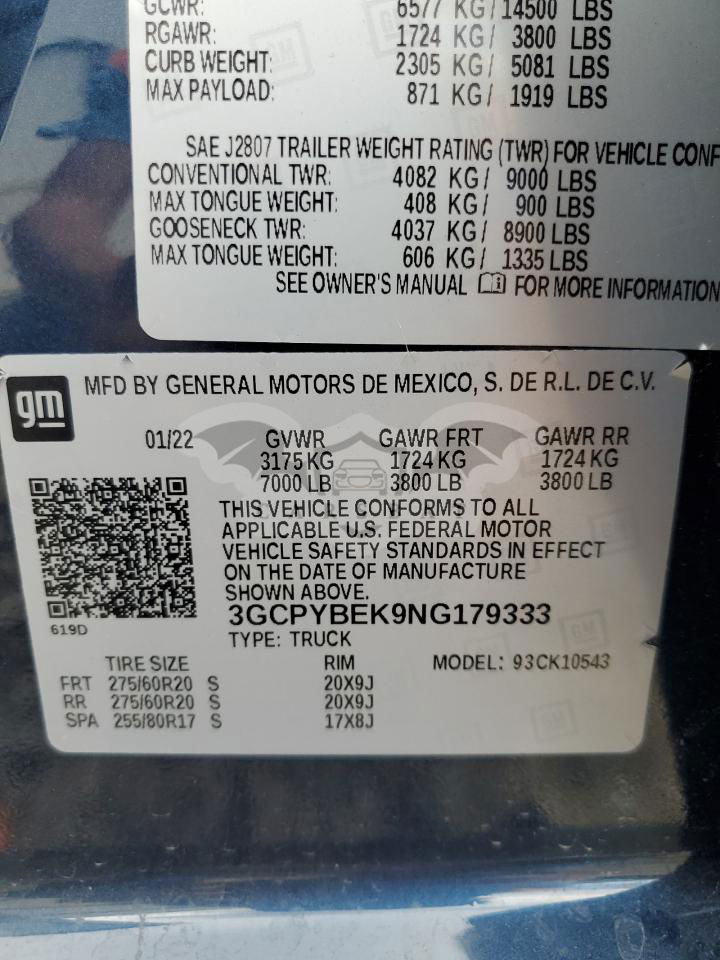 GCWR: 6577 KG/ 14500 LBS
RGAWR: 1724 KG / 3800 LBS
CURB WEIGHT: 2305 KG/ 5081 LBS
MAX PAYLOAD: 871 KG/ 1919 LBS
SAE J2807 TRAILER WEIGHT RATING (TWR) FOR VEHICLE CONF
CONVENTIONAL TWR: 4082 KG/ 9000 LBS
MAX TONGUE WEIGHT: 408 KG/ 900 LBS
GOOSENECK TWR: 4037 KG/ 8900 LBS
MAX TONGUE WEIGHT: 606 KG/ 1335 LBS
SEE OWNER'S MANUAL FOR MORE INFORMATION
gm
MFD BY GENERAL MOTORS DE MEXICO, S. DE R.L. DE C.V.
01/22 GVWR GAWR FRT GAWR RR
3175 KG 1724 KG 1724 KG
7000 LB 3800 LB 3800 LB
THIS VEHICLE CONFORMS TO ALL
APPLICABLE U.S. FEDERAL MOTOR
VEHICLE SAFETY STANDARDS IN EFFECT
ON THE DATE OF MANUFACTURE
SHOWN ABOVE.
3GCPYBEK9NG179333
619D
TYPE: TRUCK
TIRE SIZE RIM MODEL: 93CK10543
FRT 275/60R20 S 20X9J
RR 275/60R20 S 20X9J
SPA 255/80R17 S 17X8J